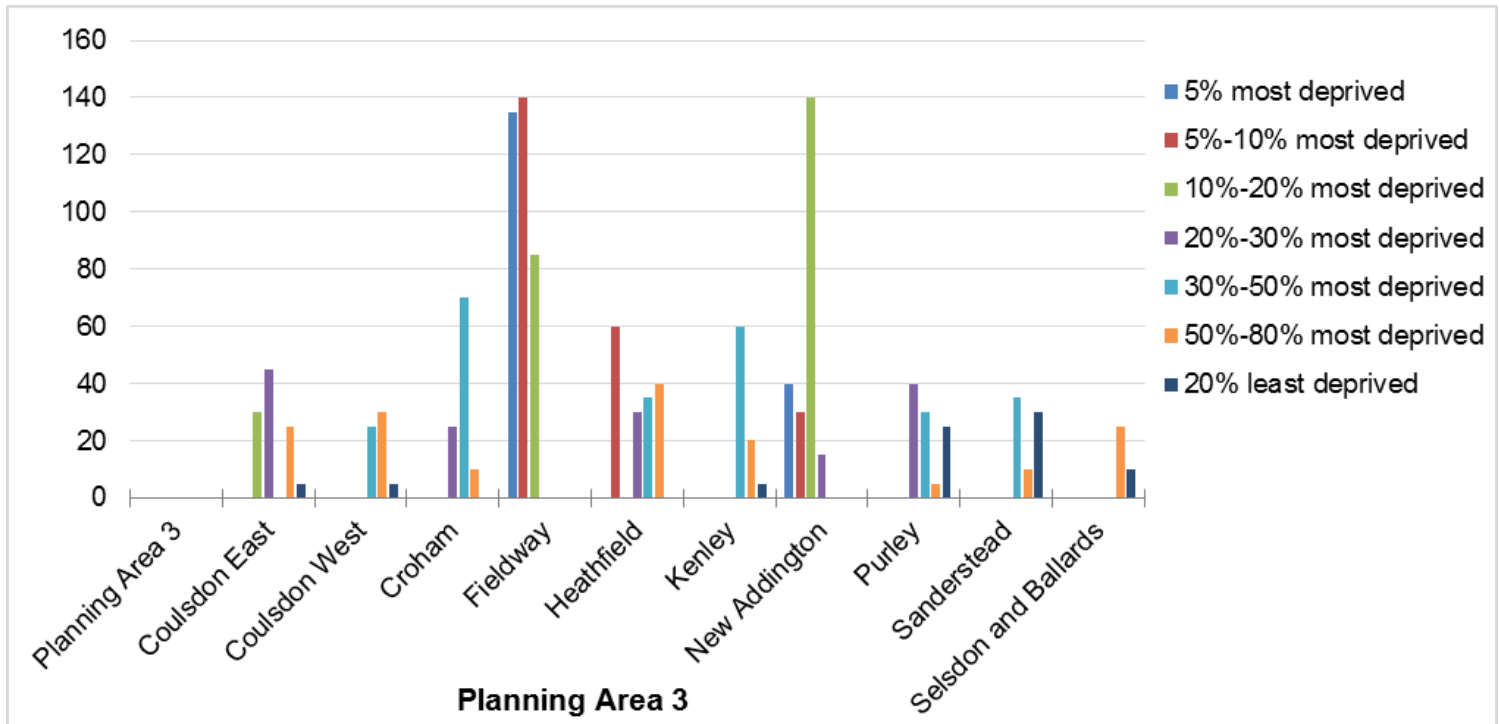 160
140
120
100
80
60
40
20
0
Planning Area 3
Coulsdon East
Coulsdon West
Croham
Fieldway
Heathfield
Kenley
New Addington
Purley
Sanderstead
Selsdon and Ballards
Planning Area 3
5% most deprived
5%-10% most deprived
10%-20% most deprived
20%-30% most deprived
30%-50% most deprived
50%-80% most deprived
20% least deprived